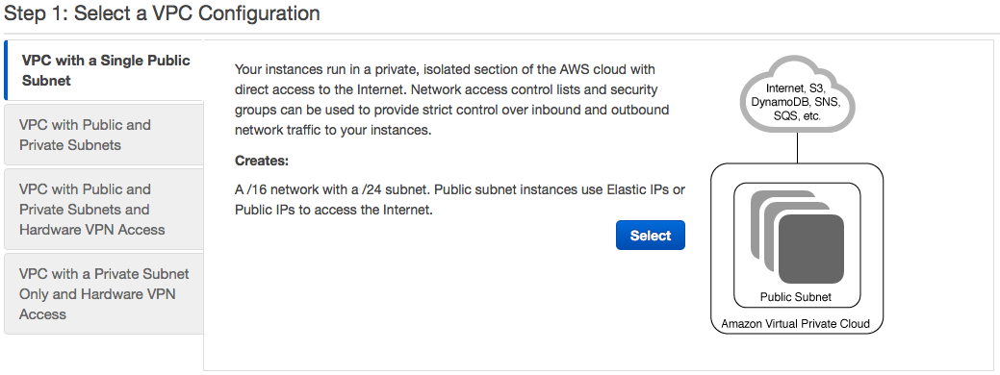 Step 1: Select a VPC Configuration
VPC with a Single Public
Subnet
VPC with Public and
Private Subnets
VPC with Public and
Private Subnets and
Hardware VPN Access
VPC with a Private Subnet
Only and Hardware VPN
Access
Your instances run in a private, isolated section of the AWS cloud with
direct access to the Internet. Network access control lists and security
groups can be used to provide strict control over inbound and outbound
network traffic to your instances.
Creates:
A /16 network with a /24 subnet. Public subnet instances use Elastic IPs or
Public IPs to access the Internet.
Select
Internet, S3,
DynamoDB, SNS,
SQS, etc.
Public Subnet
Amazon Virtual Private Cloud